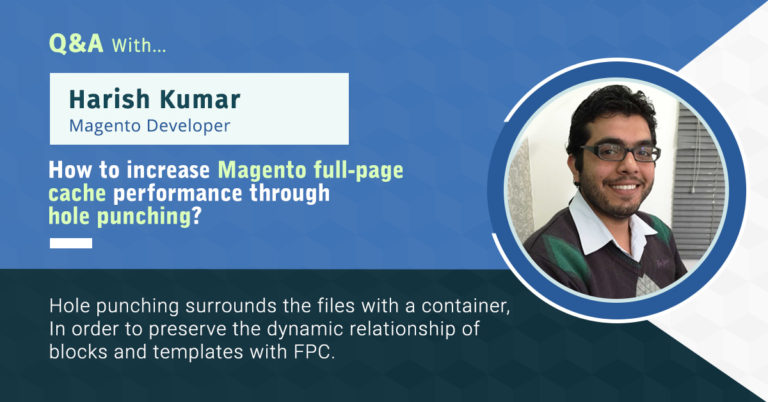 Q&A With...
Harish Kumar
Magento Developer
How to increase Magento full-page
cache performance through
hole punching?
Hole punching surrounds the files with a container,
In order to preserve the dynamic relationship of
blocks and templates with FPC.